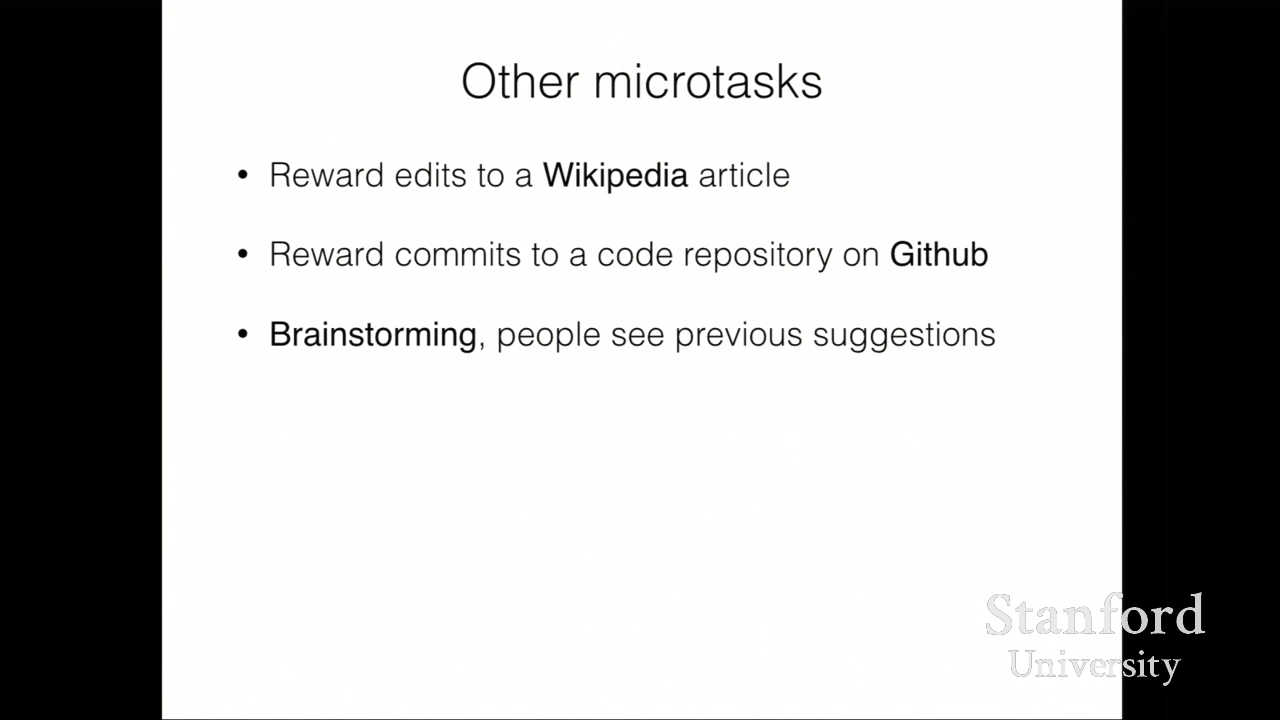 Other microtasks
• Reward edits to a Wikipedia article
• Reward commits to a code repository on Github
• Brainstorming, people see previous suggestions
Stanford
University